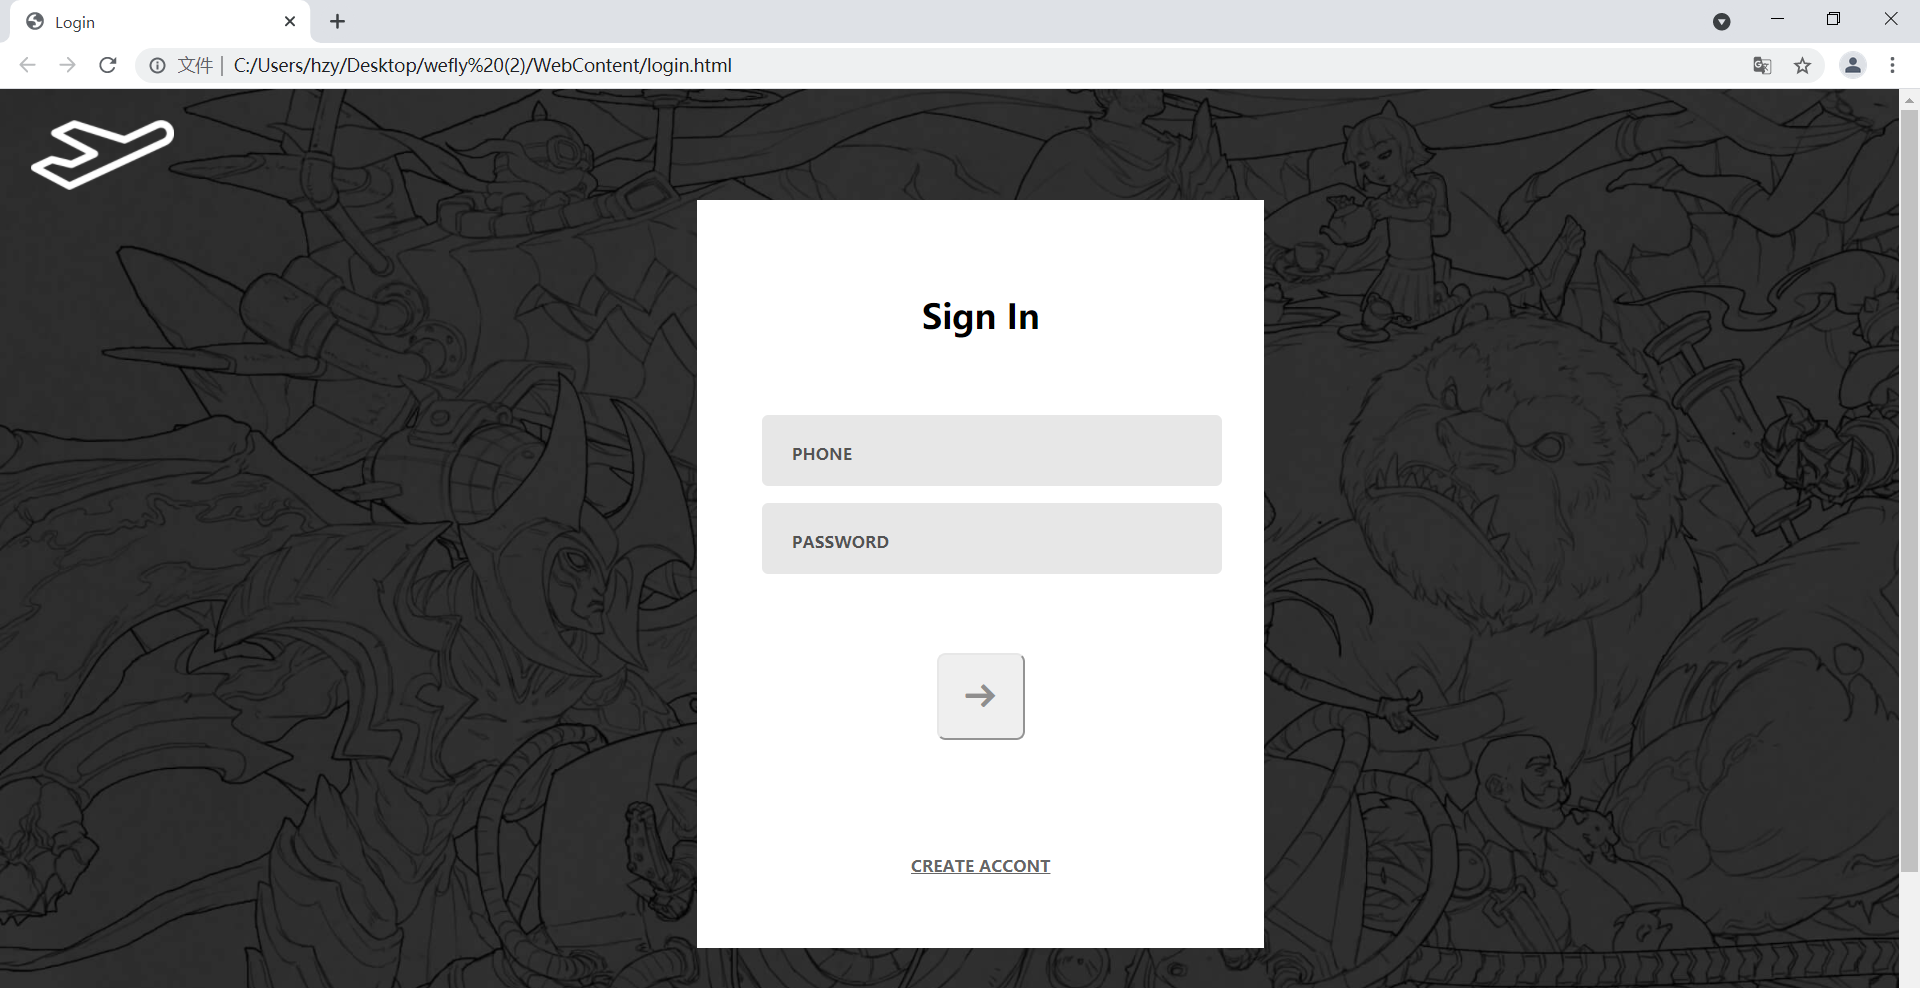 Login
文件 | C:/Users/hzy/Desktop/wefly%20(2)/WebContent/login.html
Sign In
PHONE
PASSWORD
CREATE ACCONT